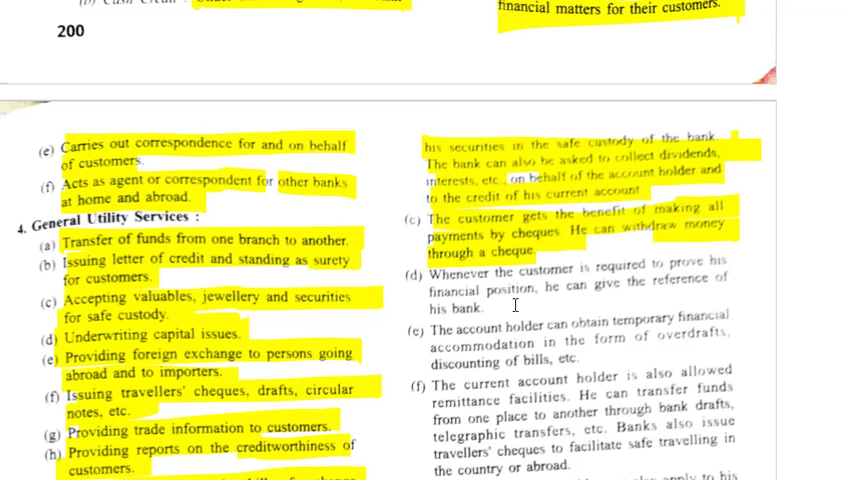 200
financial matters for their customers.
(e) Carries out correspondence for and on behalf
of customers.
(f) Acts as agent or correspondent for other banks
at home and abroad.
4. General Utility Services :
(a) Transfer of funds from one branch to another.
(b) Issuing letter of credit and standing as surety
for customers.
(c) Accepting valuables, jewellery and securities
for safe custody.
(d) Underwriting capital issues.
(e) Providing foreign exchange to persons going
abroad and to importers.
(f) Issuing travellers' cheques, drafts, circular
notes, etc.
(g) Providing trade information to customers.
(h) Providing reports on the creditworthiness of
customers.
his securities in the safe custody of the bank.
The bank can also be asked to collect dividends,
interests, etc., on behalf of the account holder and
to the credit of his current account
(c) The customer gets the benefit of making all
payments by cheques. He can withdraw money
through a cheque.
(d) Whenever the customer is required to prove his
financial position, he can give the reference of
his bank.
(e) The account holder can obtain temporary financial
accommodation in the form of overdrafts,
discounting of bills, etc.
(f) The current account holder is also allowed
remittance facilities. He can transfer funds
from one place to another through bank drafts,
telegraphic transfers, etc. Banks also issue
travellers' cheques to facilitate safe travelling in
the country or abroad.